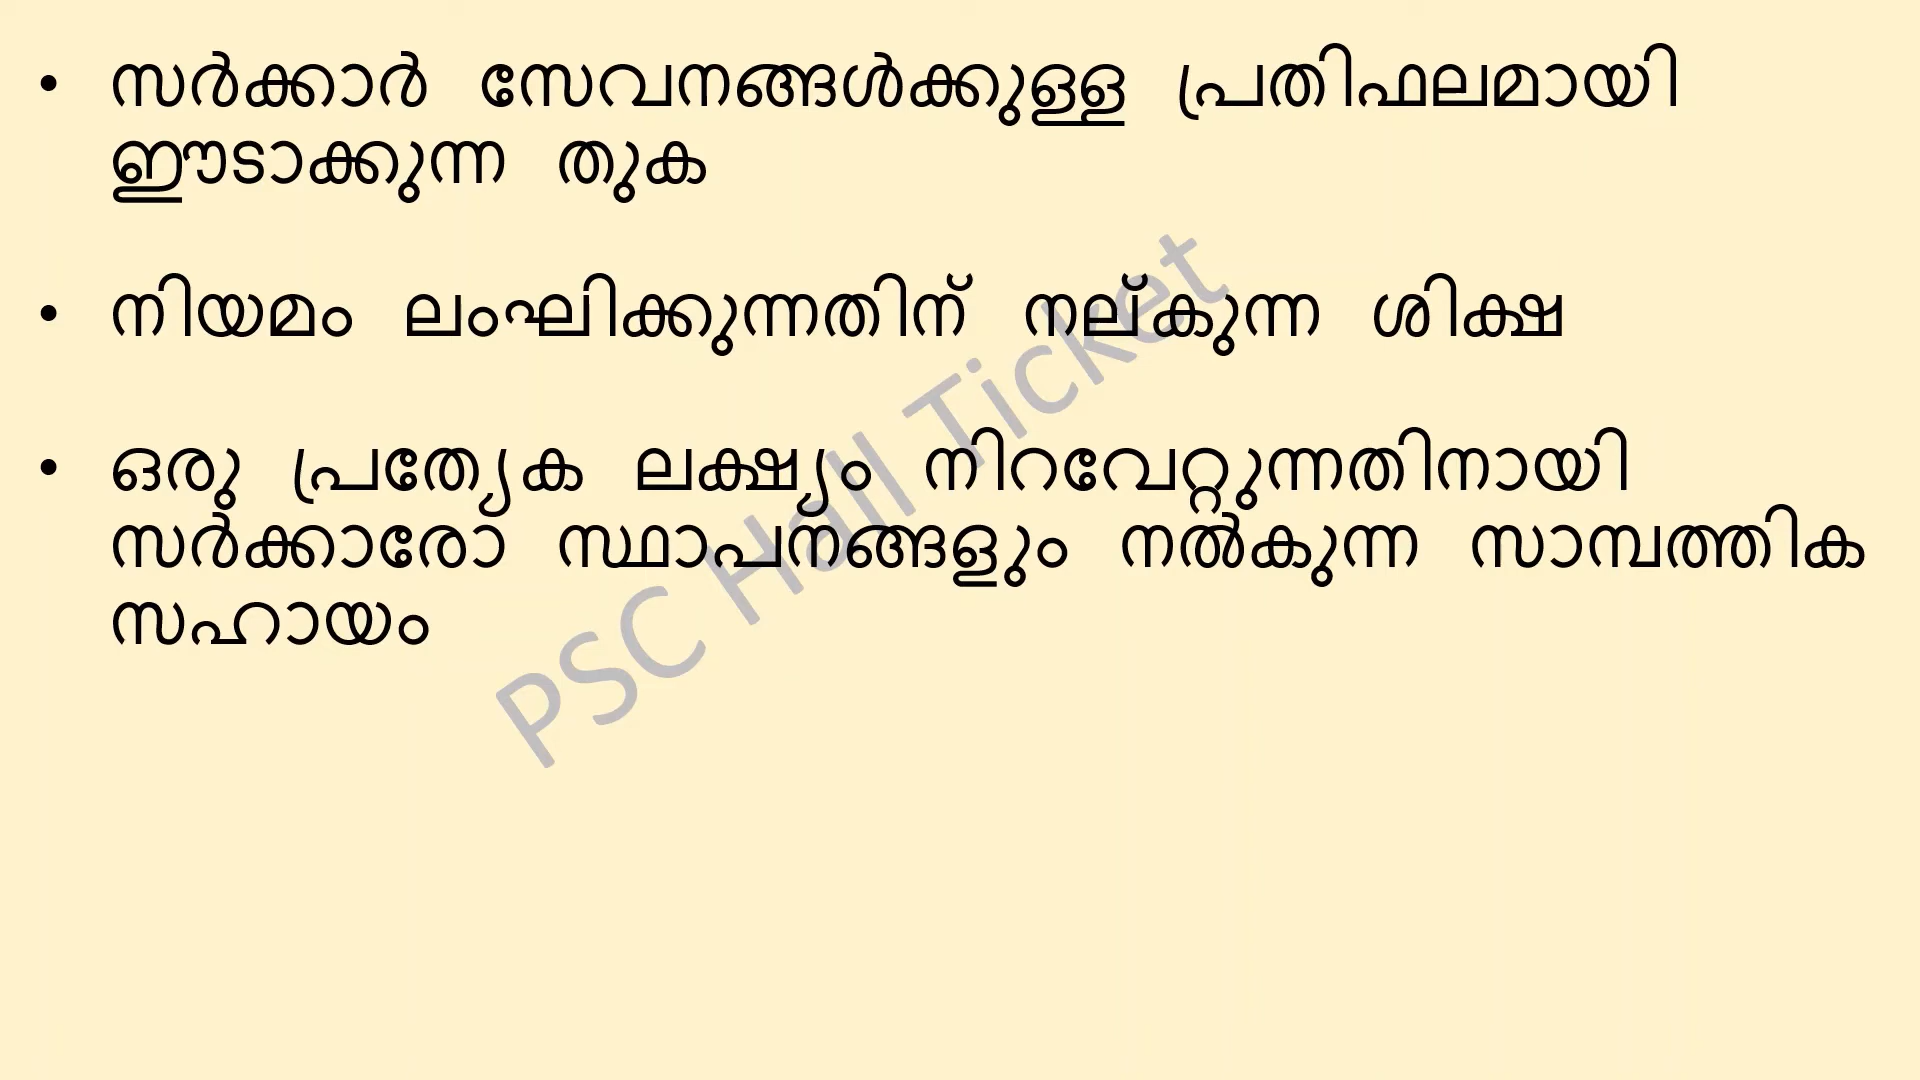 • സർക്കാർ സേവനങ്ങൾക്കുള്ള പ്രതിഫലമായി
ഈടാക്കുന്ന തുക
• നിയമം ലംഘിക്കുന്നതിന് നല്കുന്ന ശിക്ഷ
• ഒരു പ്രത്യേക ലക്ഷ്യം നിറവേറ്റുന്നതിനായി
സർക്കാരോ സ്ഥാപനങ്ങളും നൽകുന്ന സാമ്പത്തിക
സഹായം
PSC Hall Ticket